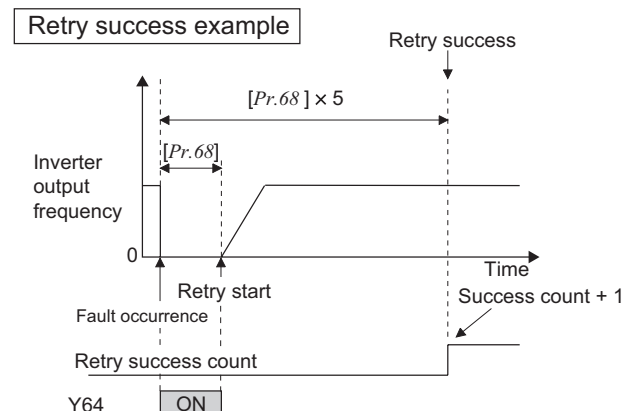 Retry success example
Retry success
[Pr.68] × 5
[Pr.68]
Inverter
output
frequency
0
Time
Retry start
Success count + 1
Fault occurrence
Retry success count
Y64
ON